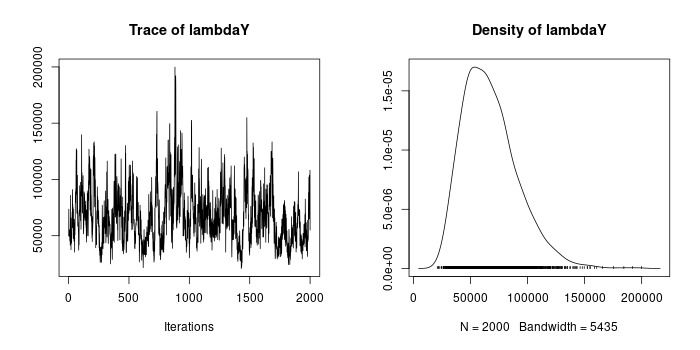 Trace of lambdaY
200000
150000
100000
50000
0 500 1000 1500 2000
Iterations
Density of lambdaY
1.5e-05
1.0e-05
5.0e-06
0.0e+00
0 50000 100000 150000 200000
N = 2000 Bandwidth = 5435